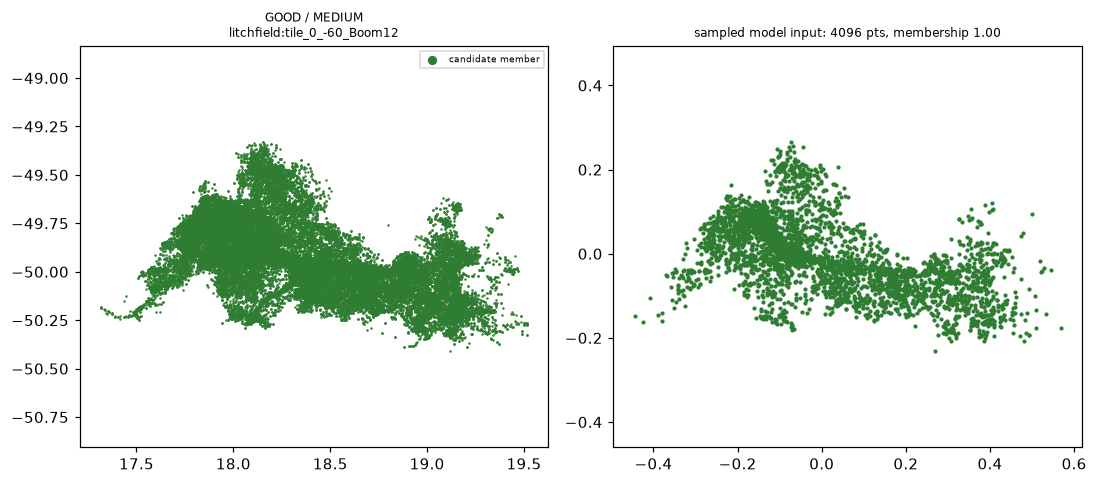 GOOD / MEDIUM
litchfield:tile_0_-60_Boom12
candidate member
−49.00
−49.25
−49.50
−49.75
−50.00
−50.25
−50.50
−50.75
17.5 18.0 18.5 19.0 19.5
sampled model input: 4096 pts, membership 1.00
0.4
0.2
0.0
−0.2
−0.4
−0.4 −0.2 0.0 0.2 0.4 0.6